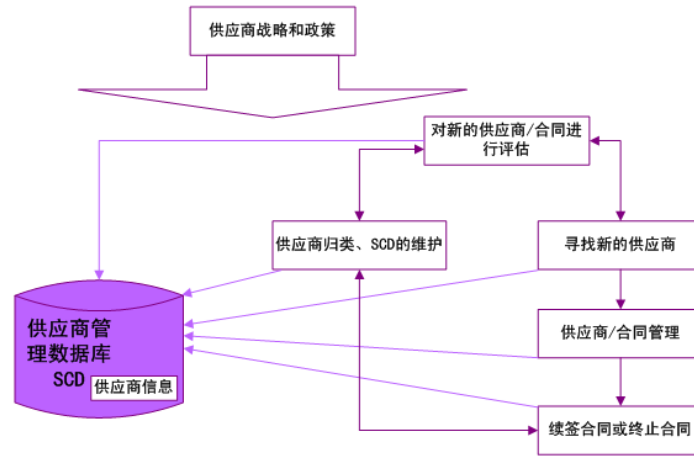 供应商战略和政策
对新的供应商/合同进
行评估
供应商归类、SCD的维护
寻找新的供应商
供应商管
理数据库
SCD
供应商信息
供应商/合同管理
续签合同或终止合同